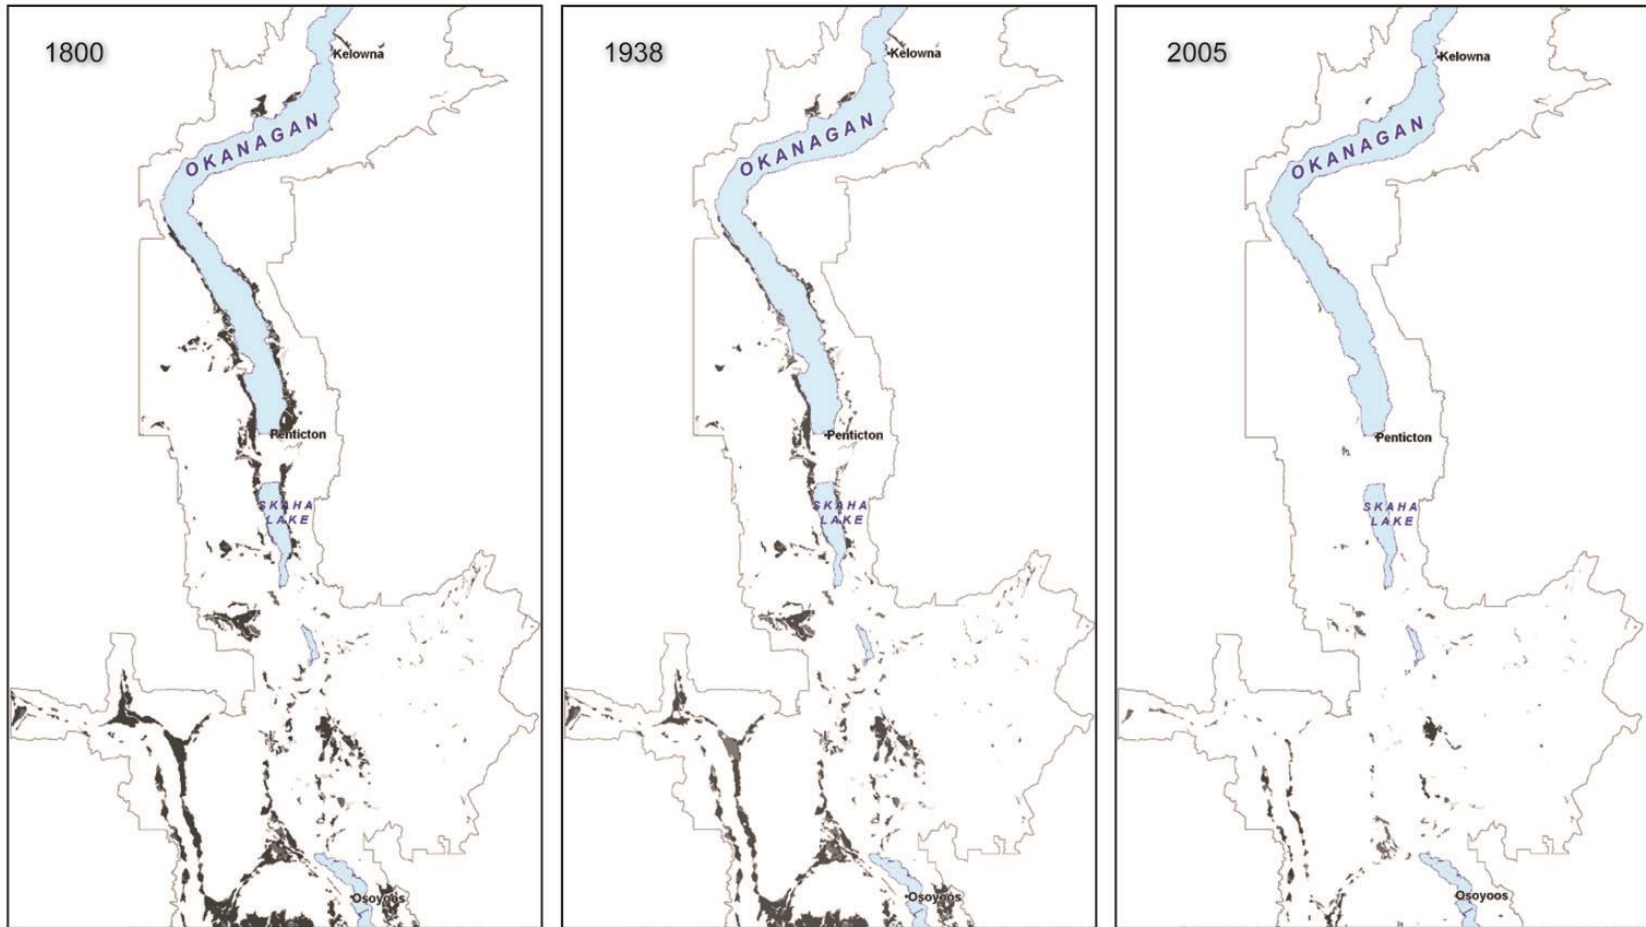 1800
Kelowna
OKANAGAN
Penticton
SKAHA
LAKE
Osoyoos
1938
Kelowna
OKANAGAN
Penticton
SKAHA
LAKE
Osoyoos
2005
Kelowna
OKANAGAN
Penticton
SKAHA
LAKE
Osoyoos